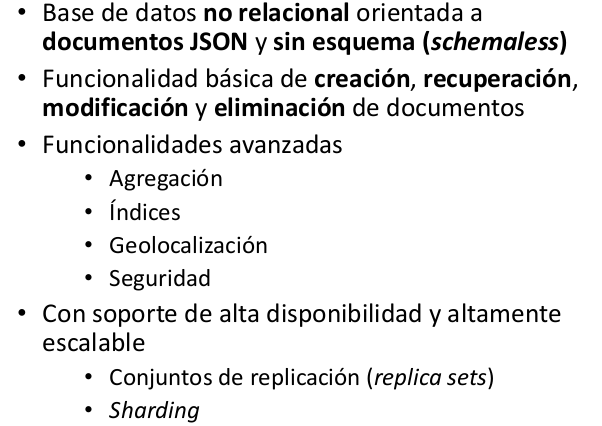 • Base de datos no relacional orientada a
documentos JSON y sin esquema (schemaless)
• Funcionalidad básica de creación, recuperación,
modificación y eliminación de documentos
• Funcionalidades avanzadas
• Agregación
• Índices
• Geolocalización
• Seguridad
• Con soporte de alta disponibilidad y altamente
escalable
• Conjuntos de replicación (replica sets)
• Sharding